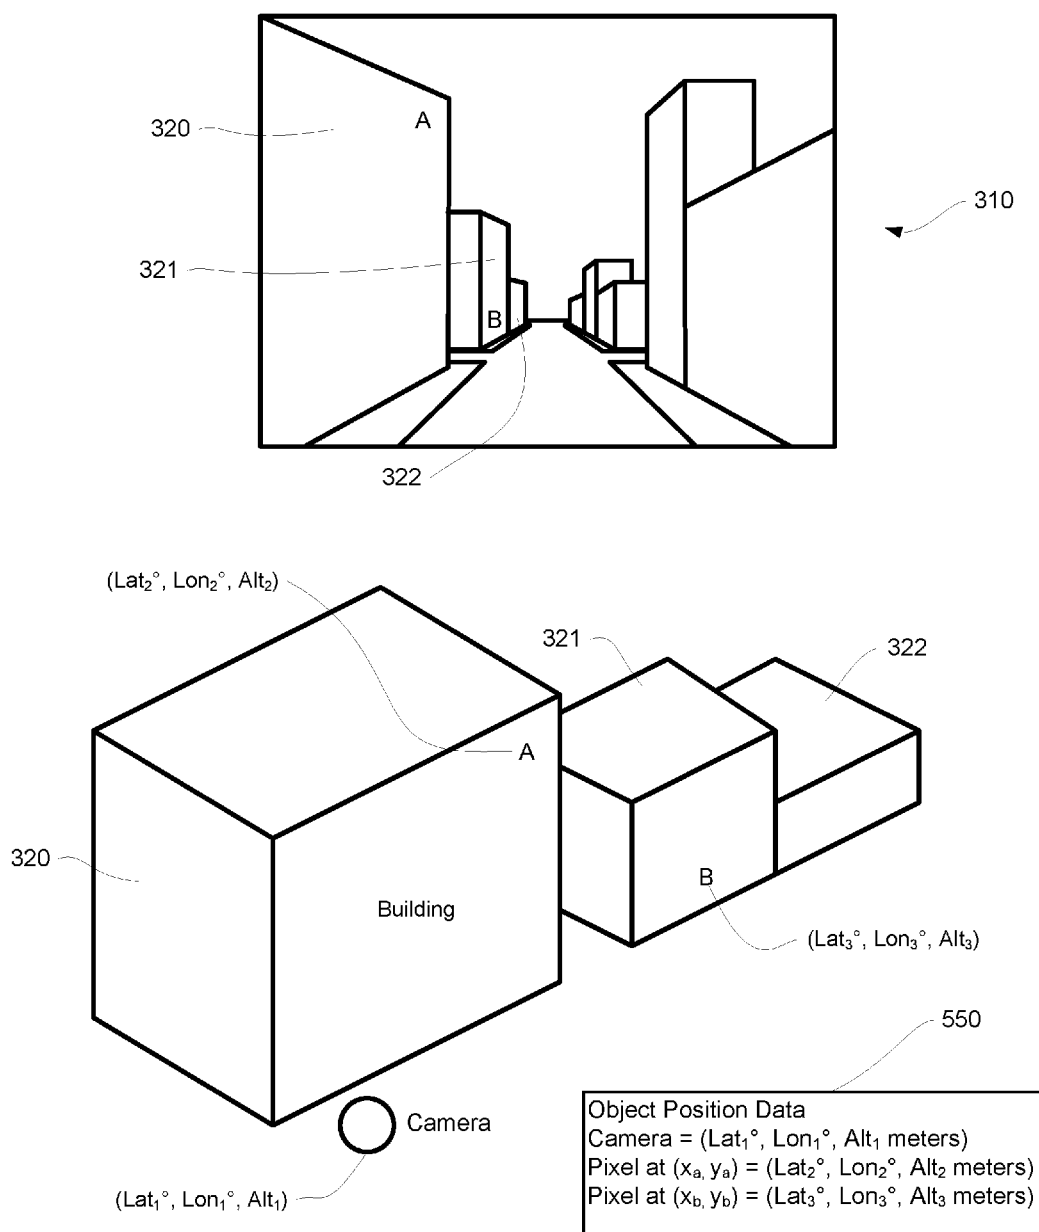 A
320
310
321
B
322
(Lat₂°, Lon₂°, Alt₂)
321
322
A
320
Building
B
(Lat₃°, Lon₃°, Alt₃)
550
Camera
Object Position Data
Camera = (Lat₁°, Lon₁°, Alt₁ meters)
Pixel at (xₐ, yₐ) = (Lat₂°, Lon₂°, Alt₂ meters)
Pixel at (x_b, y_b) = (Lat₃°, Lon₃°, Alt₃ meters)
(Lat₁°, Lon₁°, Alt₁)